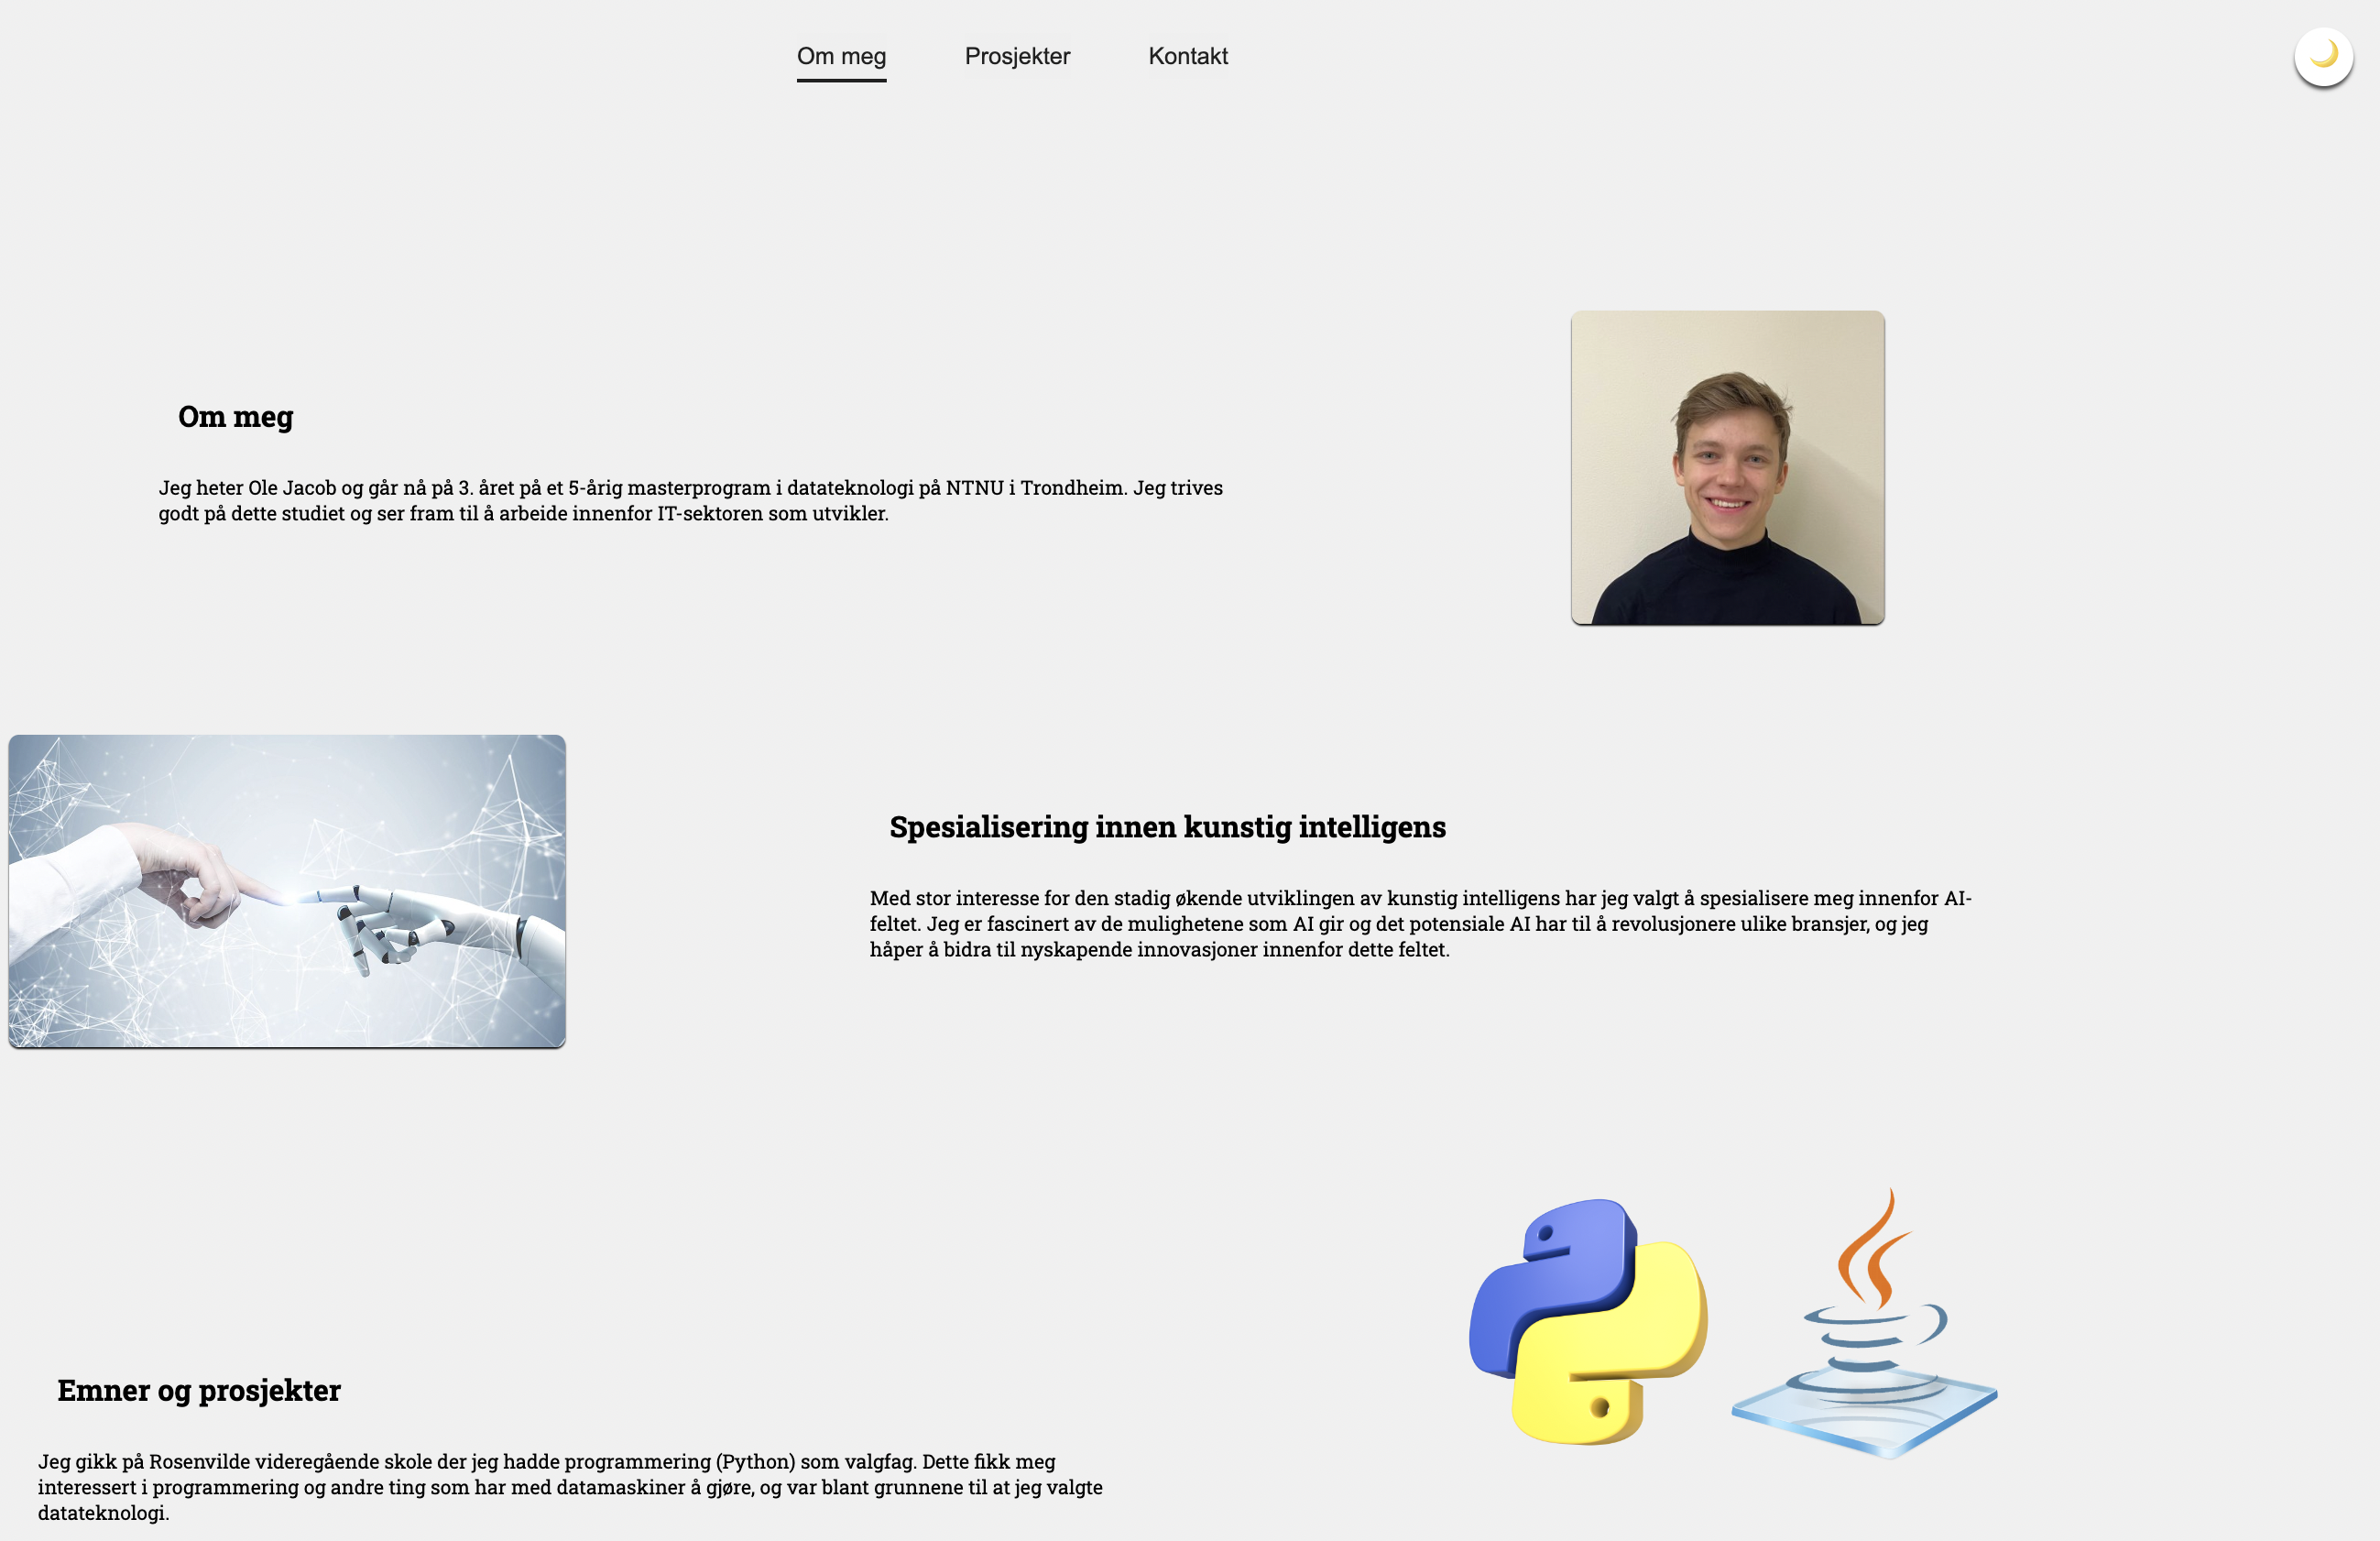 Om meg Prosjekter Kontakt
Om meg
Jeg heter Ole Jacob og går nå på 3. året på et 5-årig masterprogram i datateknologi på NTNU i Trondheim. Jeg trives
godt på dette studiet og ser fram til å arbeide innenfor IT-sektoren som utvikler.
Spesialisering innen kunstig intelligens
Med stor interesse for den stadig økende utviklingen av kunstig intelligens har jeg valgt å spesialisere meg innenfor AI-
feltet. Jeg er fascinert av de mulighetene som AI gir og det potensiale AI har til å revolusjonere ulike bransjer, og jeg
håper å bidra til nyskapende innovasjoner innenfor dette feltet.
Emner og prosjekter
Jeg gikk på Rosenvilde videregående skole der jeg hadde programmering (Python) som valgfag. Dette fikk meg
interessert i programmering og andre ting som har med datamaskiner å gjøre, og var blant grunnene til at jeg valgte
datateknologi.